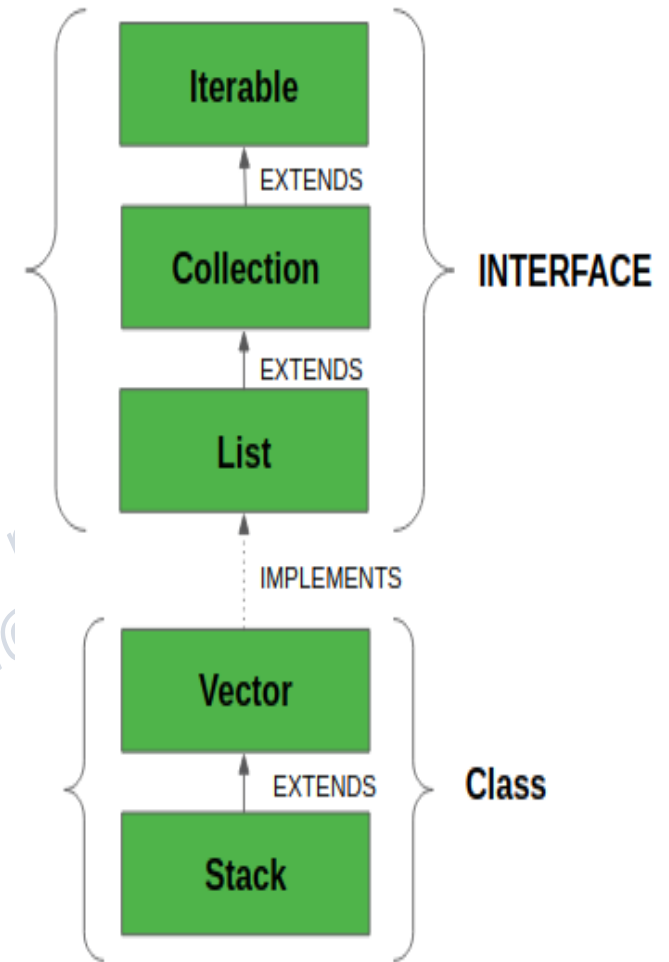 Iterable
EXTENDS
Collection
INTERFACE
EXTENDS
List
IMPLEMENTS
Vector
EXTENDS
Class
Stack